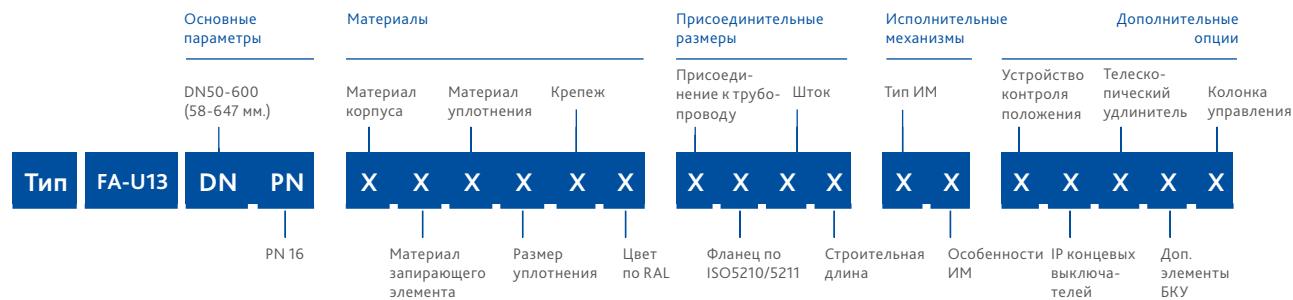 Основные
параметры
Материалы
Присоединительные
размеры
Исполнительные
механизмы
Дополнительные
опции
DN50-600
(58-647 мм.)
Материал
корпуса
Материал
уплотнения
Крепеж
Присоеди-
нение к трубо-
проводу
Шток
Тип ИМ
Устройство
контроля
положения
Телеско-
пический
удлинитель
Колонка
управления
Тип FA-U13 DN PN X X X X X X X X X X X X X X X X X
PN 16
Материал
запирающего
элемента
Размер
уплотнения
Цвет
по RAL
Фланец по
ISO5210/5211
Строительная
длина
Особенности
ИМ
IP концевых
выключа-
телей
Доп.
элементы
БКУ